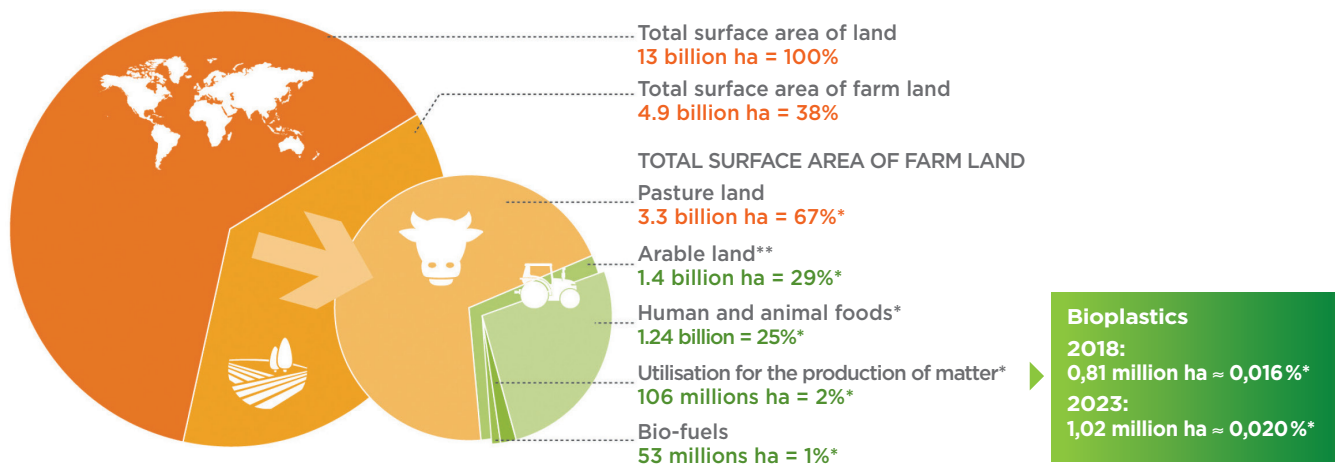 Total surface area of land
13 billion ha = 100%
Total surface area of farm land
4.9 billion ha = 38%
TOTAL SURFACE AREA OF FARM LAND
Pasture land
3.3 billion ha = 67%*
Arable land**
1.4 billion ha = 29%*
Human and animal foods*
1.24 billion = 25%*
Utilisation for the production of matter*
106 millions ha = 2%*
Bio-fuels
53 millions ha = 1%*
Bioplastics
2018:
0,81 million ha ≈ 0,016 %*
2023:
1,02 million ha ≈ 0,020 %*